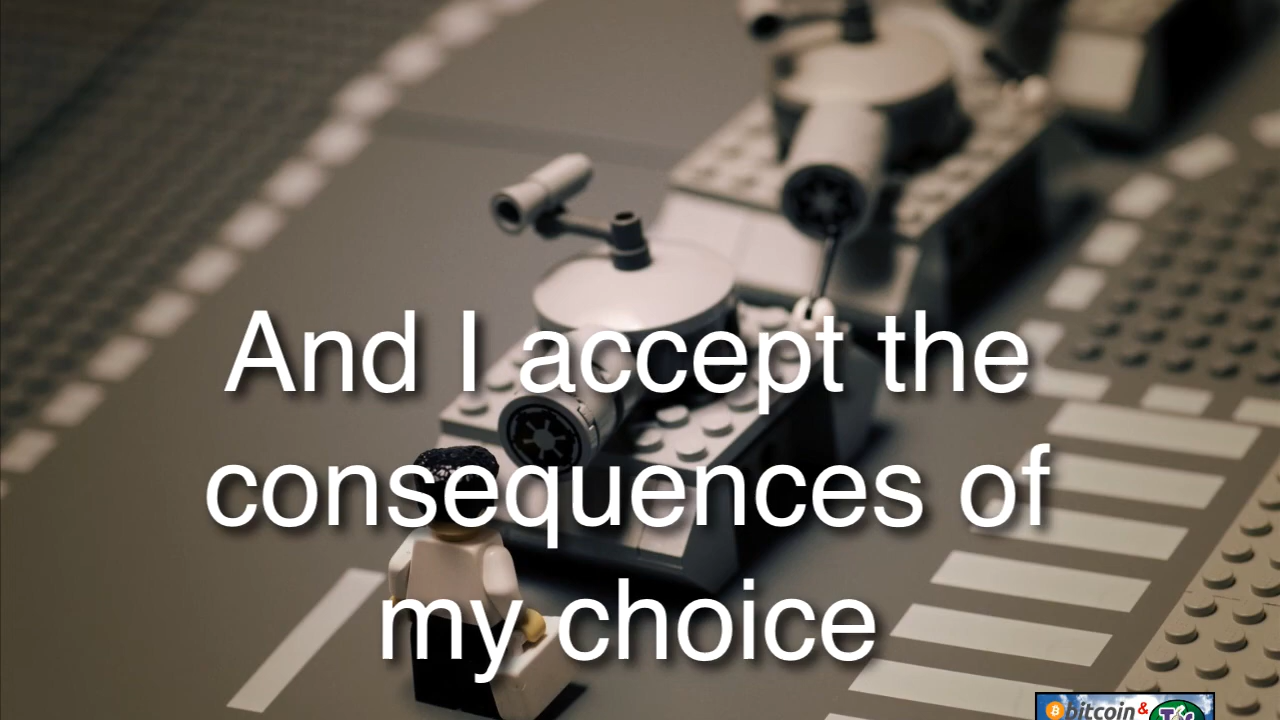 And I accept the
consequences of
my choice
bitcoin &